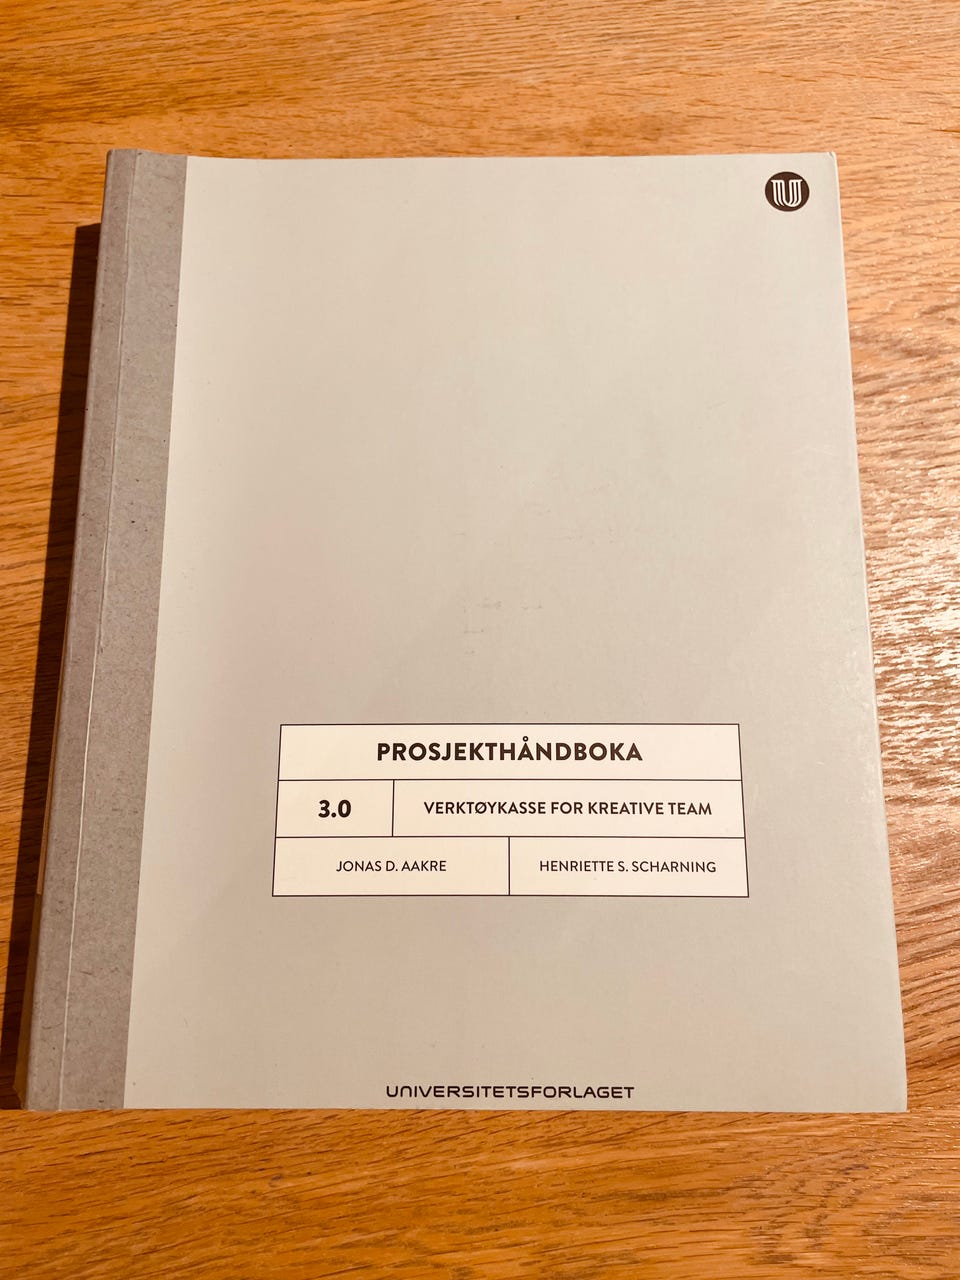 U
PROSJEKTHÅNDBOKA
3.0
VERKTØYKASSE FOR KREATIVE TEAM
JONAS D. AAKRE
HENRIETTE S. SCHARNING
UNIVERSITETSFORLAGET